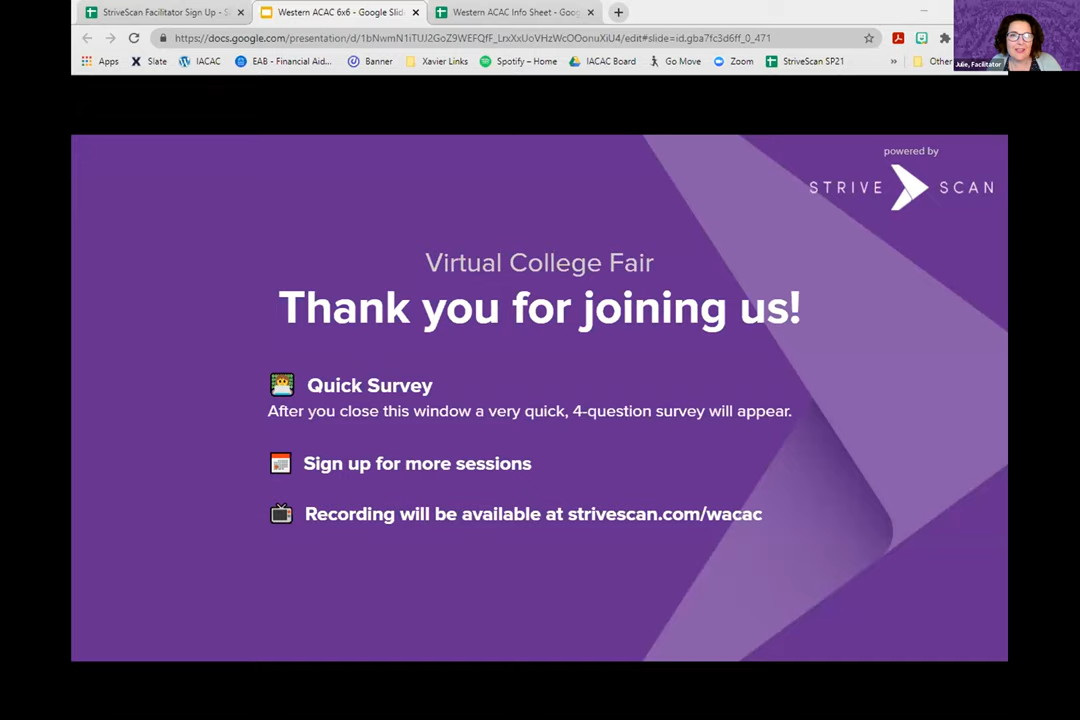 StriveScan Facilitator Sign Up - S
Western ACAC 6x6 - Google Slid
Western ACAC Info Sheet - Goog
https://docs.google.com/presentation/d/1bNwmN1iTUJ2GoZ9WEFQfF_LrxXxUoVHzWcOOonuXiU4/edit#slide=id.gba7fc3d6ff_0_471
Apps
Slate
IACAC
EAB - Financial Aid...
Banner
Xavier Links
Spotify – Home
IACAC Board
Go Move
Zoom
StriveScan SP21
»
Other
Julie, Facilitator
powered by
STRIVE SCAN
Virtual College Fair
Thank you for joining us!
Quick Survey
After you close this window a very quick, 4-question survey will appear.
Sign up for more sessions
Recording will be available at strivescan.com/wacac